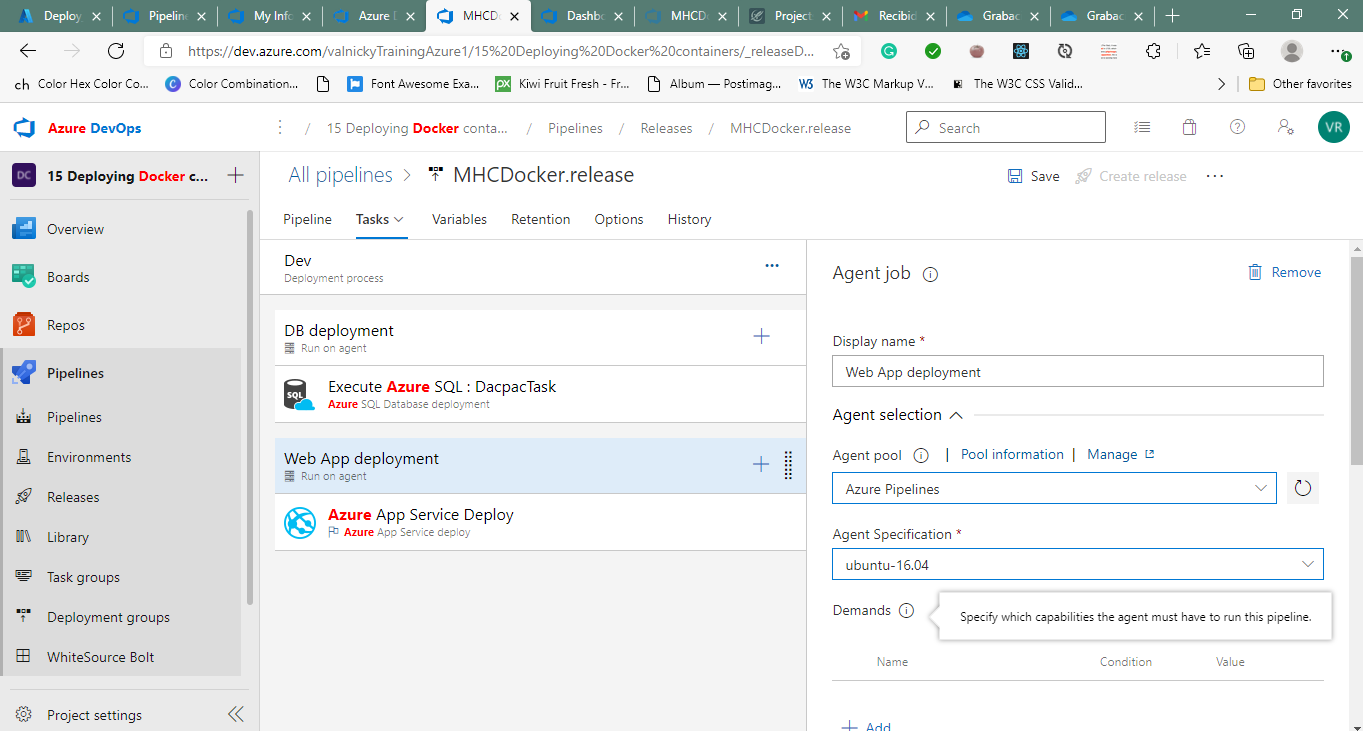 Deploy
Pipeline
My Info
Azure D
MHCDo
Dashbo
MHCD
Project
Recibid
Grabac
Grabac
https://dev.azure.com/valnickyTrainingAzure1/15%20Deploying%20Docker%20containers/_releaseD...
ch Color Hex Color Co...
Color Combination...
Font Awesome Exa...
px Kiwi Fruit Fresh - Fr...
Album — Postimag...
W3 The W3C Markup V...
The W3C CSS Valid...
Other favorites
Azure DevOps
/ 15 Deploying Docker conta... / Pipelines / Releases / MHCDocker.release
Search
VR
DC 15 Deploying Docker c...
Overview
Boards
Repos
Pipelines
Pipelines
Environments
Releases
Library
Task groups
Deployment groups
WhiteSource Bolt
Project settings
All pipelines > MHCDocker.release
Save
Create release
Pipeline
Tasks
Variables
Retention
Options
History
Dev
Deployment process
DB deployment
Run on agent
SQL
Execute Azure SQL : DacpacTask
Azure SQL Database deployment
Web App deployment
Run on agent
Azure App Service Deploy
Azure App Service deploy
Agent job
Remove
Display name *
Web App deployment
Agent selection
Agent pool | Pool information | Manage
Azure Pipelines
Agent Specification *
ubuntu-16.04
Demands
Specify which capabilities the agent must have to run this pipeline.
Name Condition Value
Add